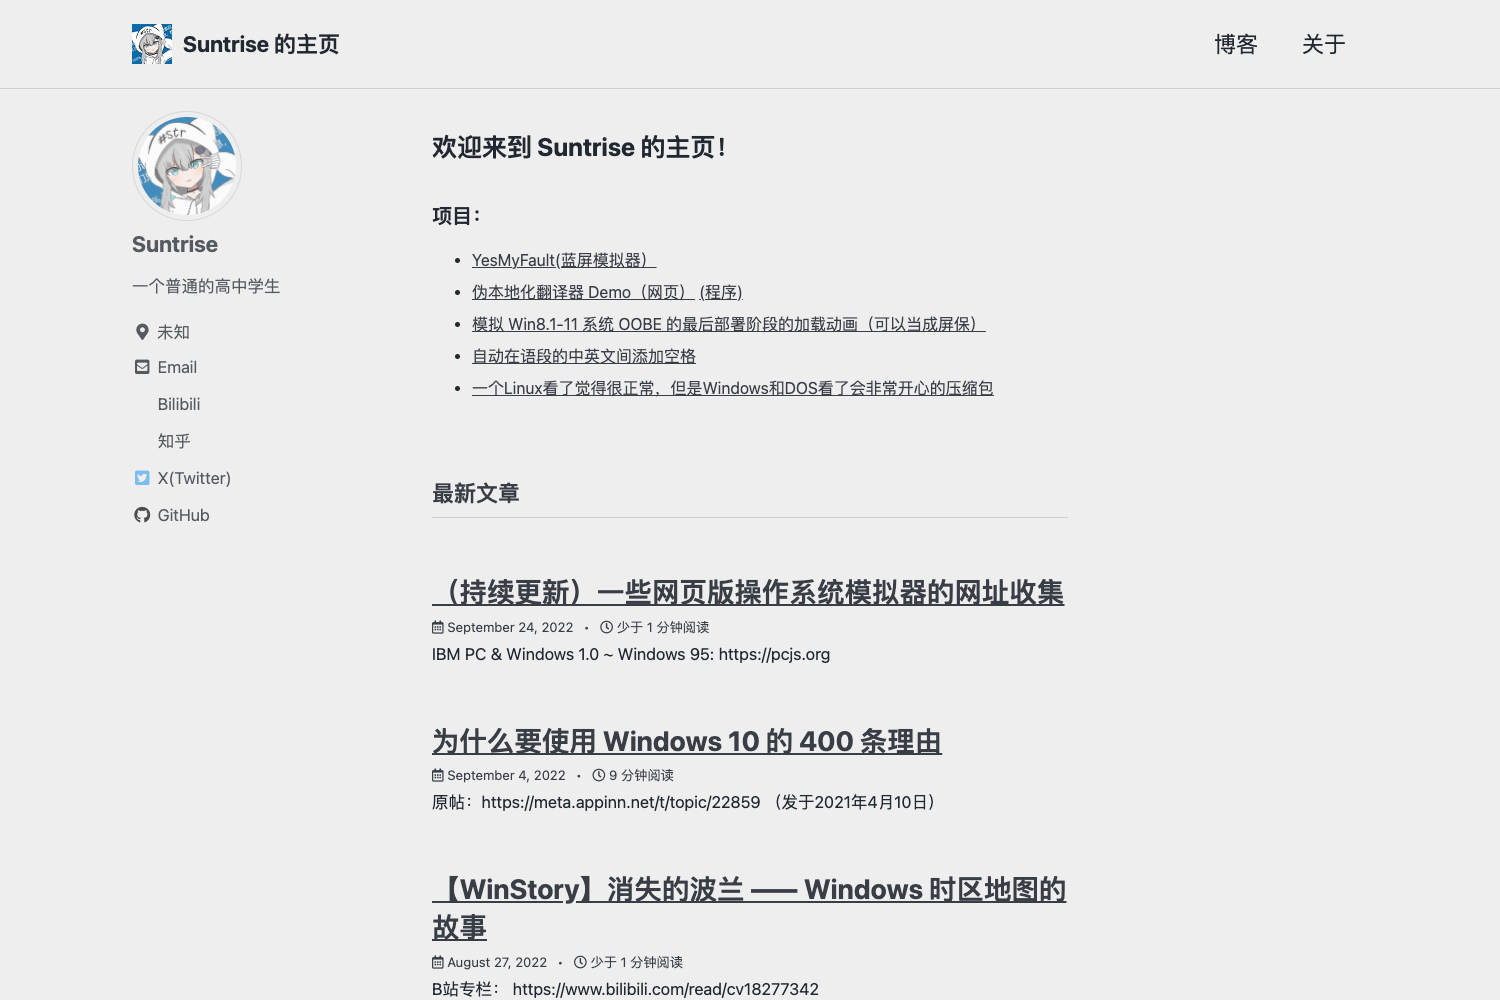 Suntrise 的主页
博客
关于
#Str
Suntrise
一个普通的高中学生
未知
Email
Bilibili
知乎
X(Twitter)
GitHub
欢迎来到 Suntrise 的主页！
项目：
YesMyFault(蓝屏模拟器）
伪本地化翻译器 Demo（网页） (程序)
模拟 Win8.1-11 系统 OOBE 的最后部署阶段的加载动画（可以当成屏保）
自动在语段的中英文间添加空格
一个Linux看了觉得很正常，但是Windows和DOS看了会非常开心的压缩包
最新文章
（持续更新）一些网页版操作系统模拟器的网址收集
September 24, 2022 • 少于 1 分钟阅读
IBM PC & Windows 1.0 ~ Windows 95: https://pcjs.org
为什么要使用 Windows 10 的 400 条理由
September 4, 2022 • 9 分钟阅读
原帖：https://meta.appinn.net/t/topic/22859 （发于2021年4月10日）
【WinStory】消失的波兰 —— Windows 时区地图的
故事
August 27, 2022 • 少于 1 分钟阅读
B站专栏： https://www.bilibili.com/read/cv18277342